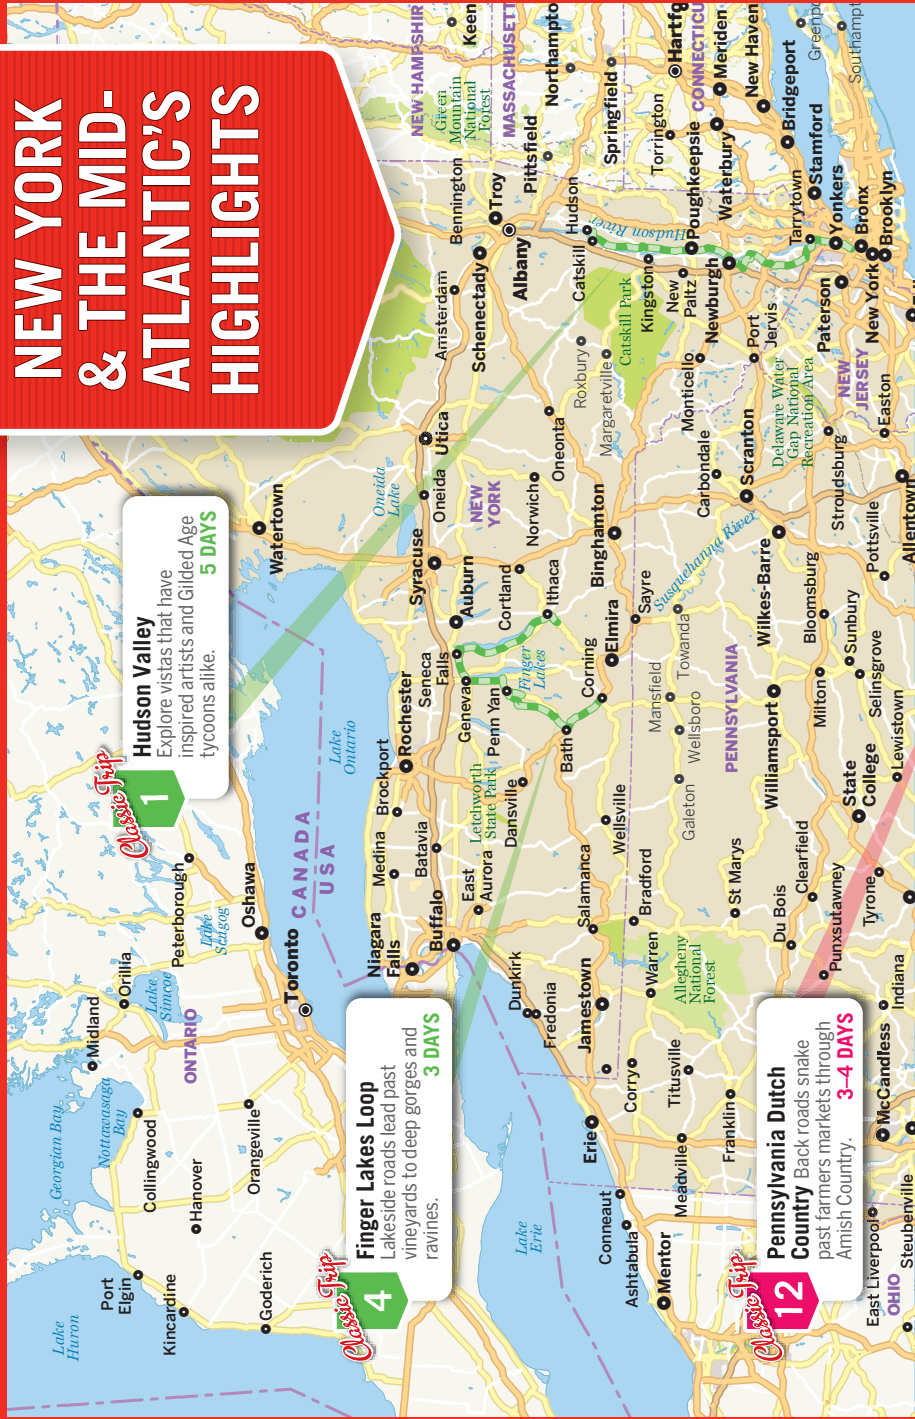 NEW YORK
& THE MID-
ATLANTIC'S
HIGHLIGHTS
Classic Trip
1
Hudson Valley
Explore vistas that have
inspired artists and Gilded Age
tycoons alike.
5 DAYS
Classic Trip
4
Finger Lakes Loop
Lakeside roads lead past
vineyards to deep gorges and
ravines.
3 DAYS
Classic Trip
12
Pennsylvania Dutch
Country Back roads snake
past farmers markets through
Amish Country.
3–4 DAYS
Lake
Huron
Georgian Bay
Nottawasaga
Bay
Port
Elgin
Kincardine
Goderich
Hanover
Collingwood
Orangeville
Midland
Orillia
Lake
Simcoe
ONTARIO
Peterborough
Lake
Scugog
Oshawa
Toronto
CANADA
USA
Lake
Ontario
Watertown
Niagara
Falls
Buffalo
Medina
Brockport
Batavia
Rochester
East
Aurora
Letchworth
State Park
Dansville
Geneva
Penn Yan
Seneca
Falls
Finger
Lakes
Auburn
Syracuse
Oneida
Lake
Oneida
Utica
NEW
YORK
Cortland
Ithaca
Norwich
Oneonta
Corning
Bath
Elmira
Binghamton
Sayre
Wellsville
Salamanca
Dunkirk
Fredonia
Jamestown
Lake
Erie
Erie
Corry
Conneaut
Ashtabula
Mentor
Meadville
Titusville
Franklin
Warren
Bradford
Allegheny
National
Forest
St Marys
Galeton
Wellsboro
Mansfield
Towanda
Susquehanna River
PENNSYLVANIA
Williamsport
Du Bois
Clearfield
Punxsutawney
Tyrone
State
College
Milton
Lewistown
Selinsgrove
Sunbury
Bloomsburg
Wilkes-Barre
Scranton
Carbondale
Pottsville
Stroudsburg
Allentown
Easton
Delaware Water
Gap National
Recreation Area
NEW
JERSEY
Indiana
McCandless
East Liverpool
OHIO
Steubenville
Amsterdam
Schenectady
Albany
Troy
Bennington
Pittsfield
Hudson
Catskill
Hudson River
Roxbury
Margaretville
Catskill Park
Kingston
New
Paltz
Poughkeepsie
Newburgh
Monticello
Port
Jervis
Paterson
New York
Tarrytown
Yonkers
Bronx
Brooklyn
Stamford
Bridgeport
Waterbury
New Haven
Meriden
Torrington
CONNECTICU
Hartfo
Springfield
Northampto
MASSACHUSETT
Green
Mountain
National
Forest
NEW HAMPSHIR
Keen
Greenpo
Southampt